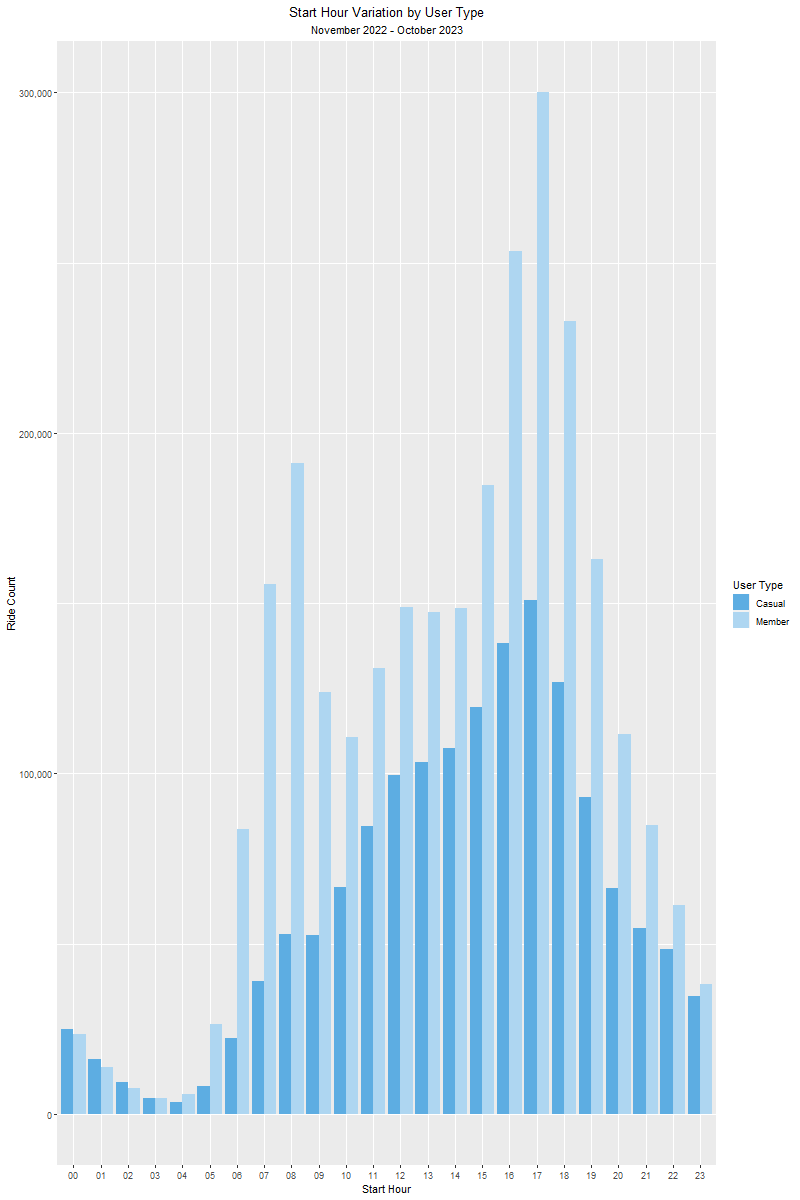 Start Hour Variation by User Type
November 2022 - October 2023
300,000
200,000
100,000
0
Ride Count
00 01 02 03 04 05 06 07 08 09 10 11 12 13 14 15 16 17 18 19 20 21 22 23
Start Hour
User Type
Casual
Member